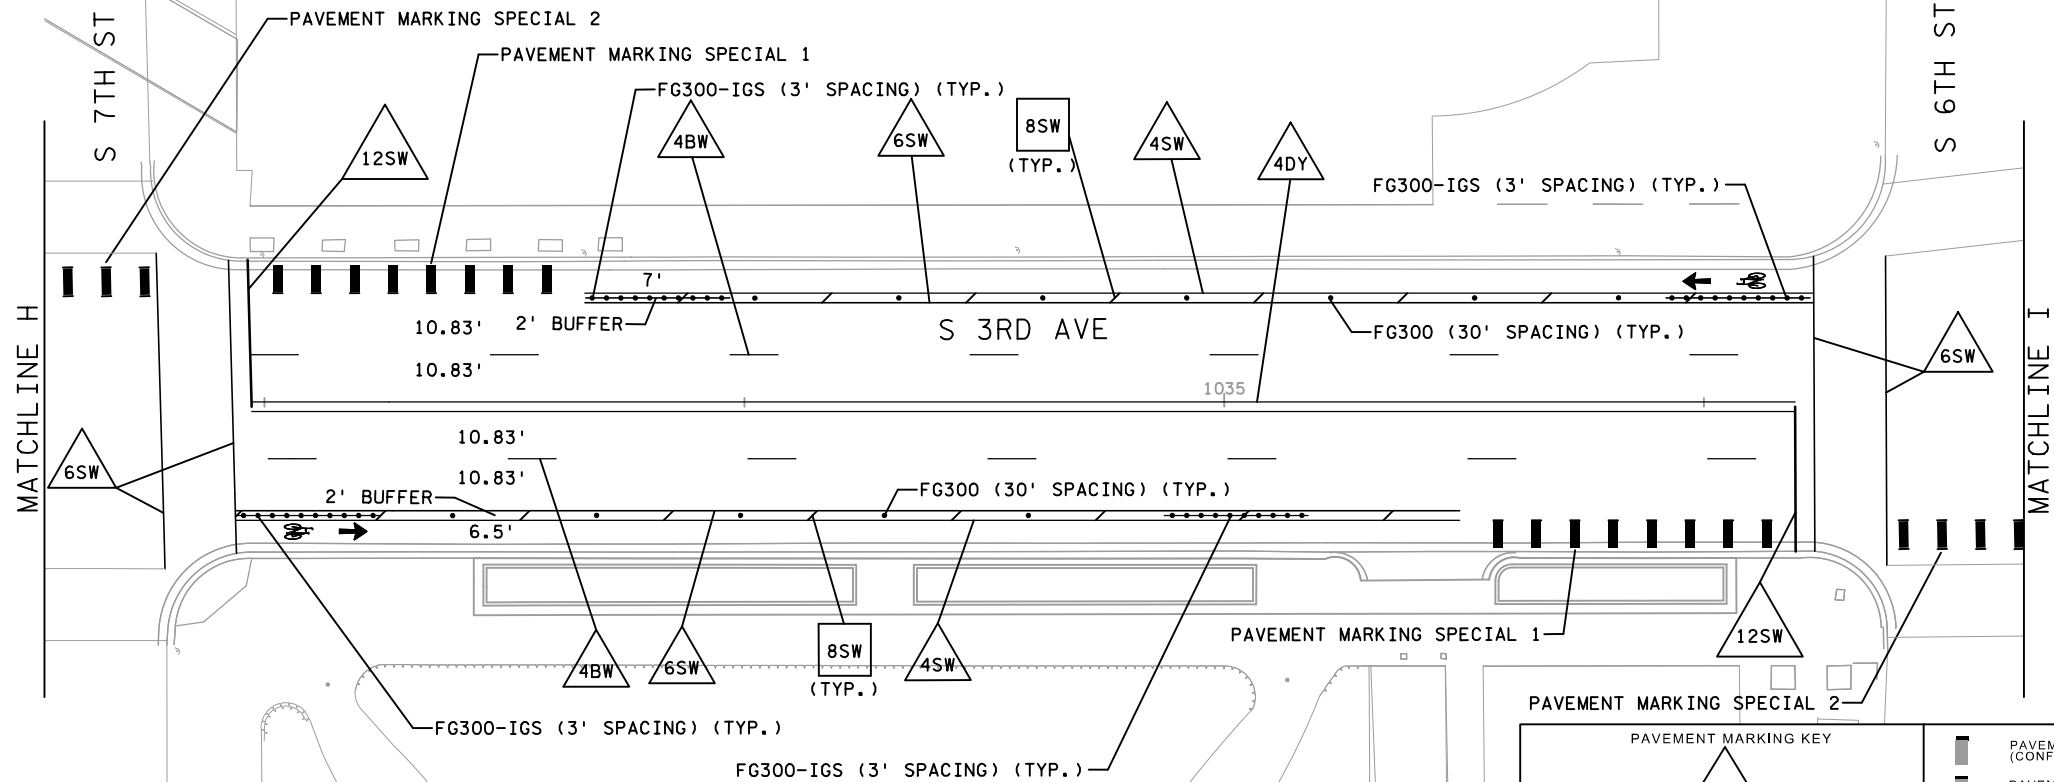 S 7TH ST
PAVEMENT MARKING SPECIAL 2
PAVEMENT MARKING SPECIAL 1
FG300-IGS (3' SPACING) (TYP.)
S 6TH ST
12SW
4BW
6SW
8SW
(TYP.)
4SW
4DY
FG300-IGS (3' SPACING) (TYP.)
7'
2' BUFFER
10.83'
S 3RD AVE
FG300 (30' SPACING) (TYP.)
10.83'
1035
6SW
MATCHLINE H
MATCHLINE I
10.83'
10.83'
6SW
2' BUFFER
FG300 (30' SPACING) (TYP.)
6.5'
4BW
6SW
8SW
(TYP.)
4SW
PAVEMENT MARKING SPECIAL 1
12SW
PAVEMENT MARKING SPECIAL 2
FG300-IGS (3' SPACING) (TYP.)
FG300-IGS (3' SPACING) (TYP.)
PAVEMENT MARKING KEY